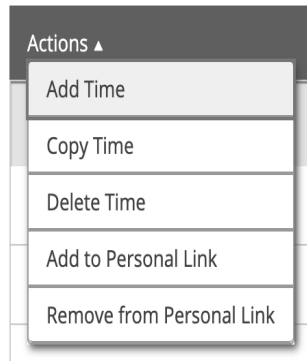 Actions ▴
Add Time
Copy Time
Delete Time
Add to Personal Link
Remove from Personal Link